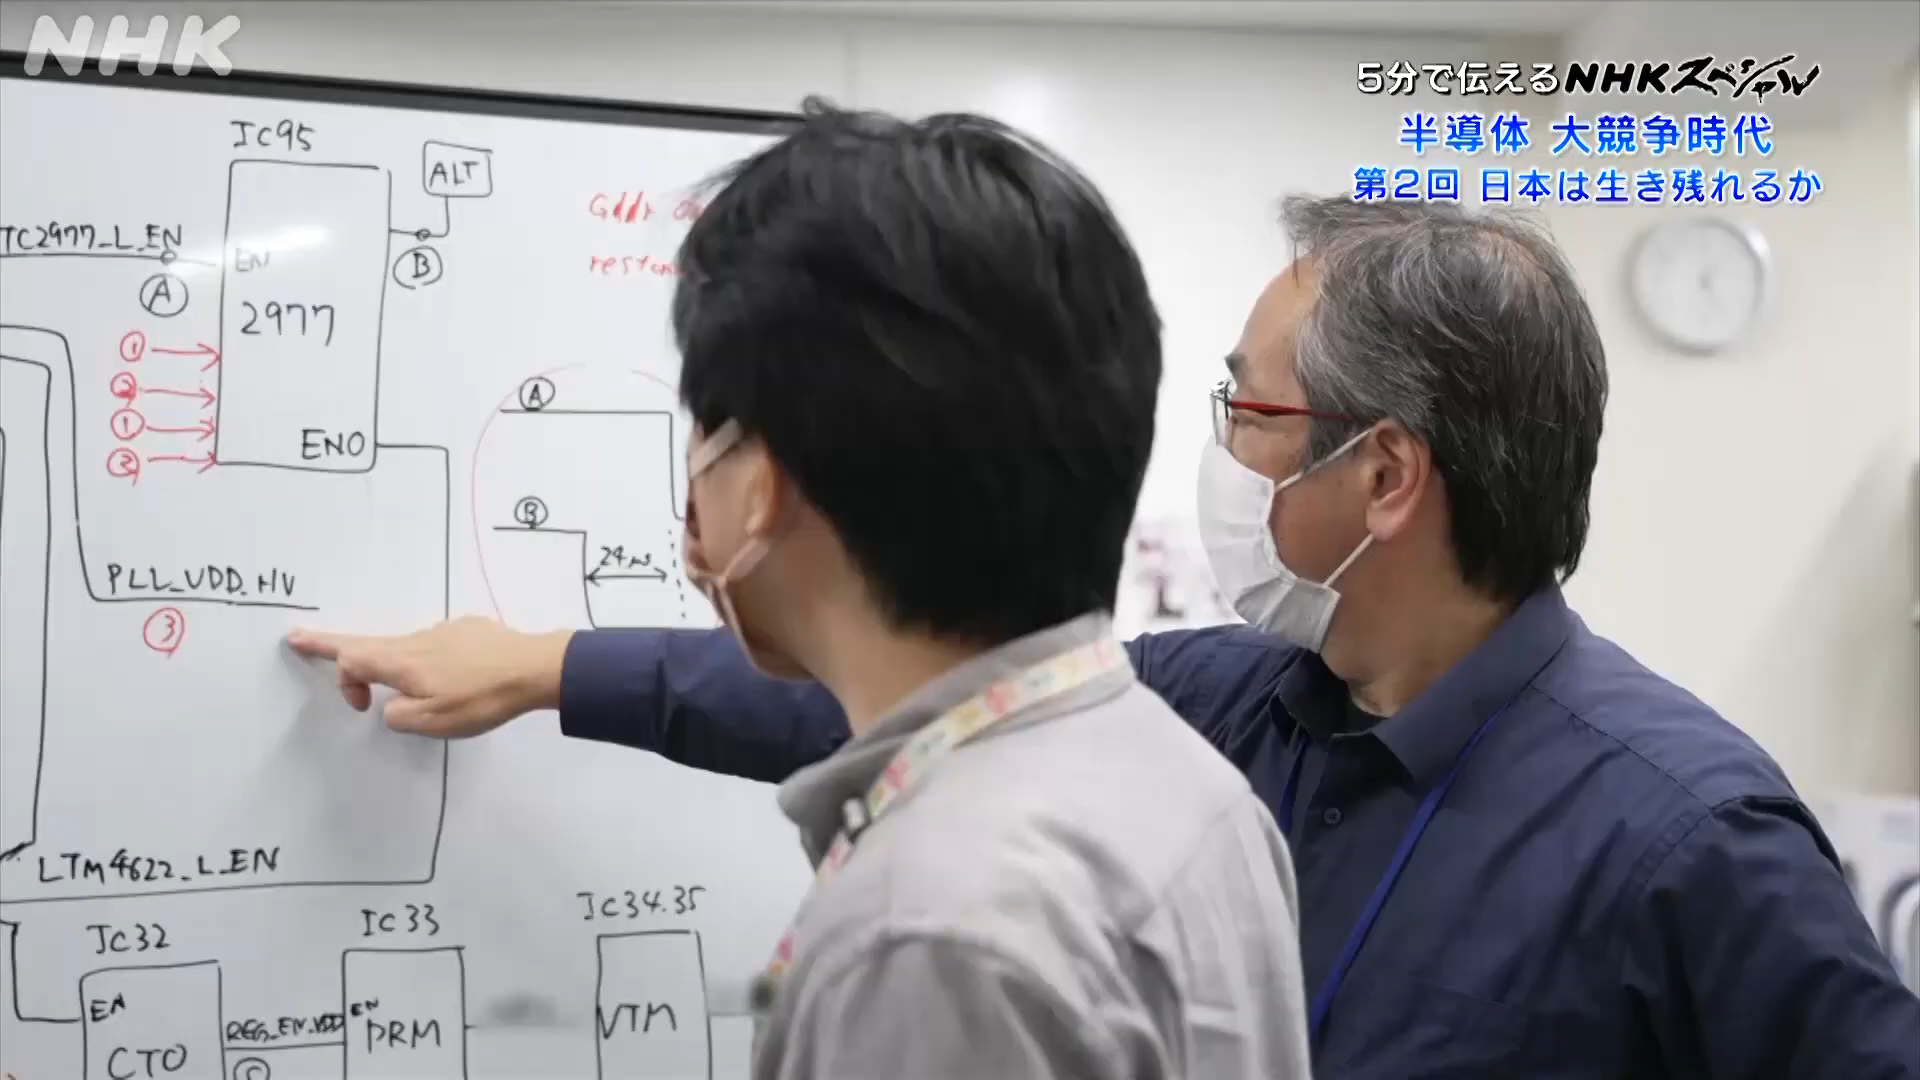 NHK
5分で伝えるNHKスペシャル
半導体 大競争時代
第2回 日本は生き残れるか
IC95
ALT
TC2977_L_EN
EN
A
B
2977
1
2
1
3
ENO
A
B
24ms
PLL_VDD_HV
3
LTM4622_L_EN
IC32
IC33
IC34.35
EN
REG_EN_VDD
EN
CTO
PRM
VTM
C